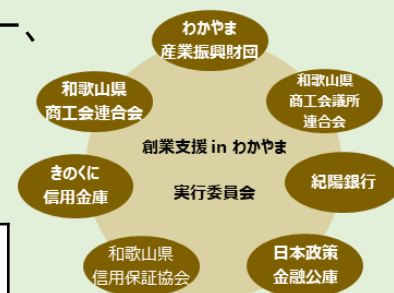 ー、
わかやま
産業振興財団
和歌山県
商工会連合会
和歌山県
商工会議所
連合会
創業支援 in わかやま
実行委員会
きのくに
信用金庫
紀陽銀行
和歌山県
信用保証協会
日本政策
金融公庫